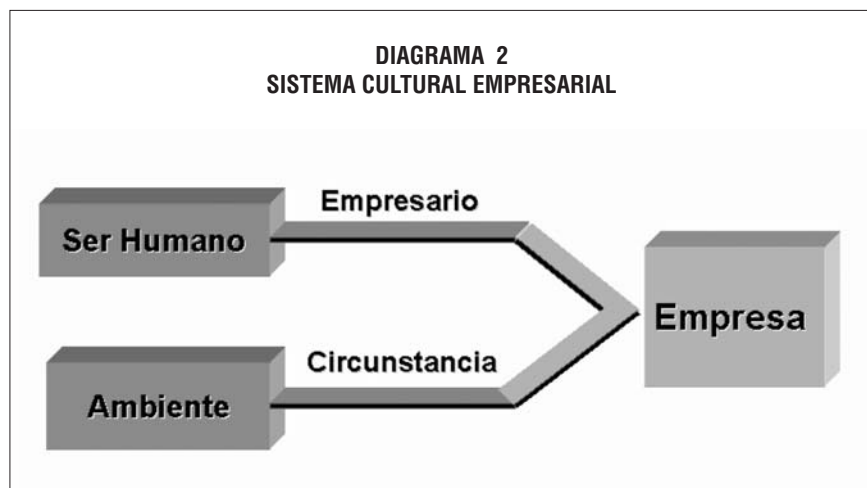 DIAGRAMA 2
SISTEMA CULTURAL EMPRESARIAL
Empresario
Ser Humano
Empresa
Circunstancia
Ambiente